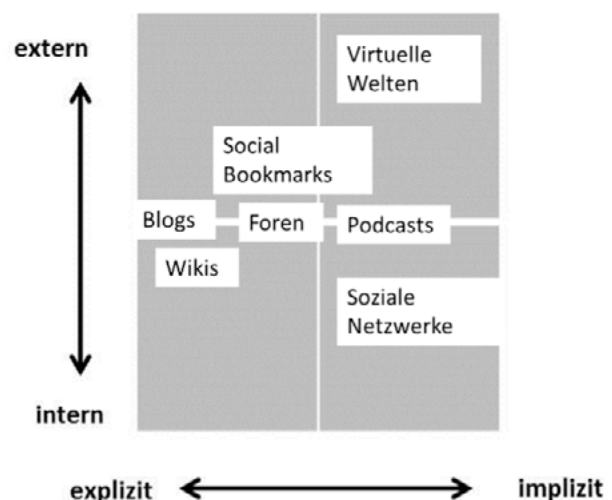 extern
Virtuelle
Welten
Social
Bookmarks
Blogs
Foren
Podcasts
Wikis
Soziale
Netzwerke
intern
explizit
implizit